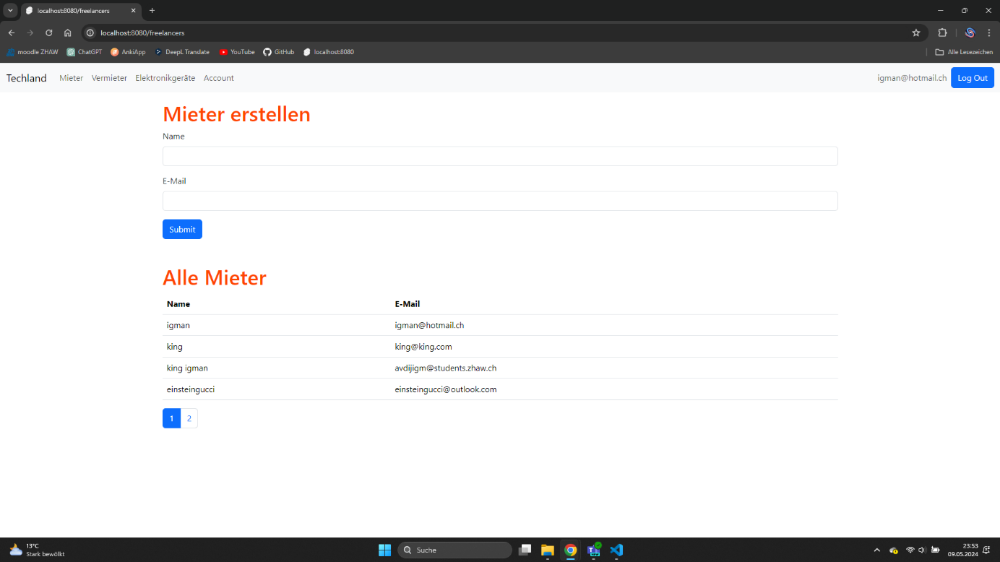 localhost:8080/freelancers
localhost:8080/freelancers
moodle ZHAW ChatGPT AnkiApp DeepL Translate YouTube GitHub localhost:8080 Alle Lesezeichen
Techland Mieter Vermieter Elektronikgeräte Account igman@hotmail.ch Log Out
Mieter erstellen
Name
E-Mail
Submit
Alle Mieter
Name E-Mail
igman igman@hotmail.ch
king king@king.com
king igman avdijigm@students.zhaw.ch
einsteingucci einsteingucci@outlook.com
1 2
13°C
Stark bewölkt
Suche
23:53
09.05.2024